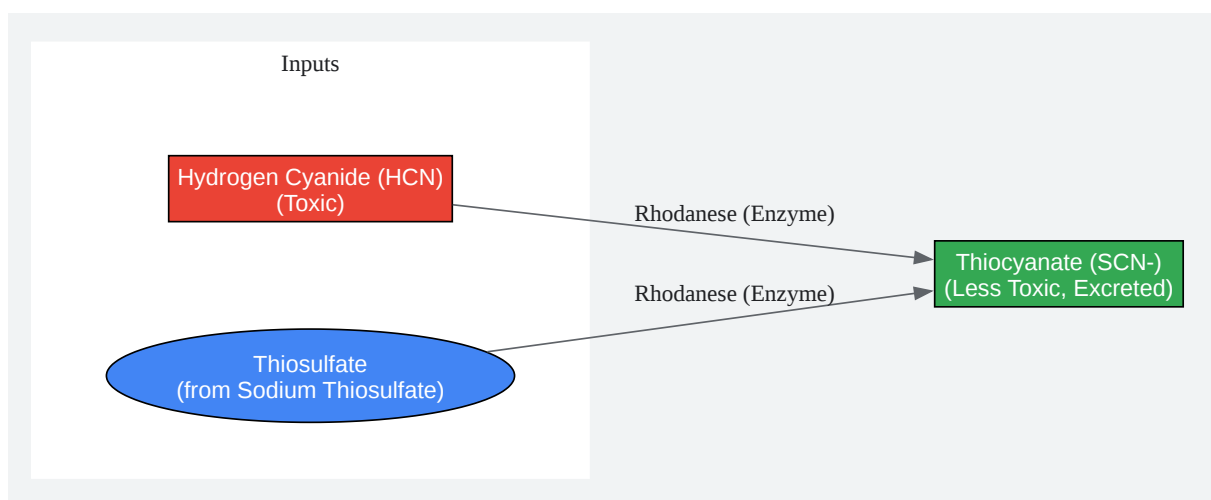 Inputs
Hydrogen Cyanide (HCN)
(Toxic)
Rhodanese (Enzyme)
Thiocyanate (SCN-)
(Less Toxic, Excreted)
Rhodanese (Enzyme)
Thiosulfate
(from Sodium Thiosulfate)